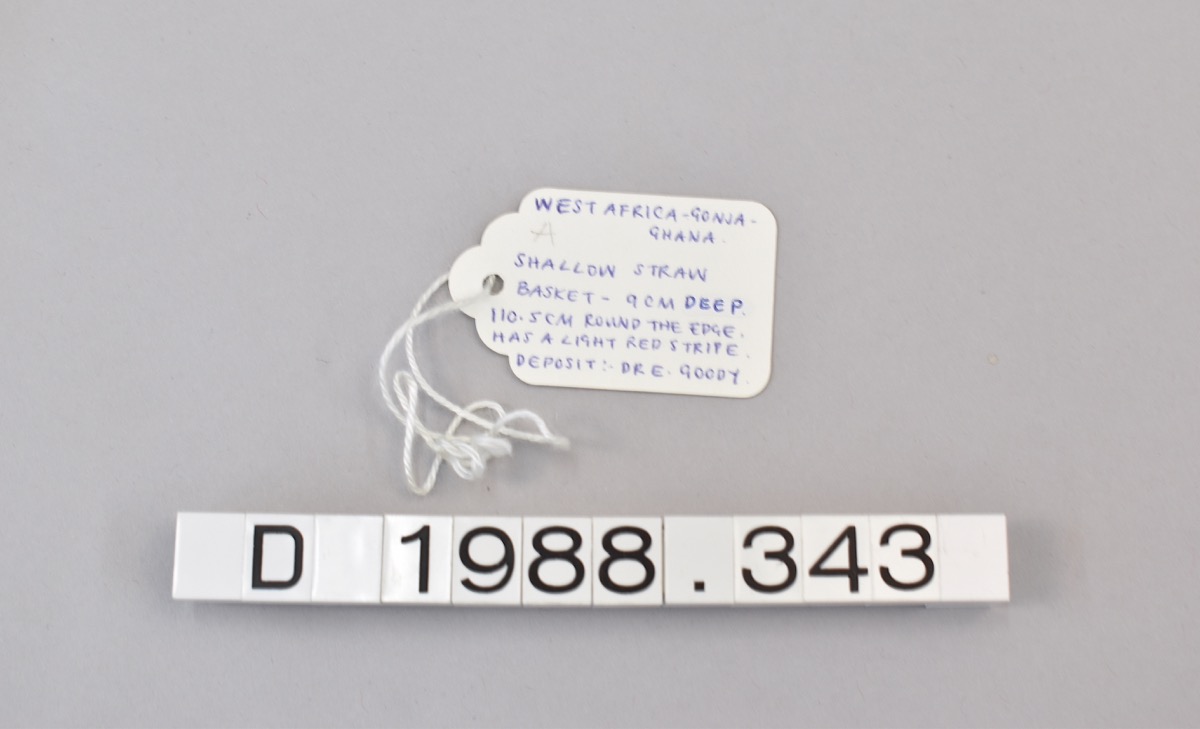 WEST AFRICA-GONJA-
GHANA.
A
SHALLOW STRAW
BASKET - 9CM DEEP.
110.5CM ROUND THE EDGE.
HAS A LIGHT RED STRIPE.
DEPOSIT:- DR E. GOODY.
D 1988.343